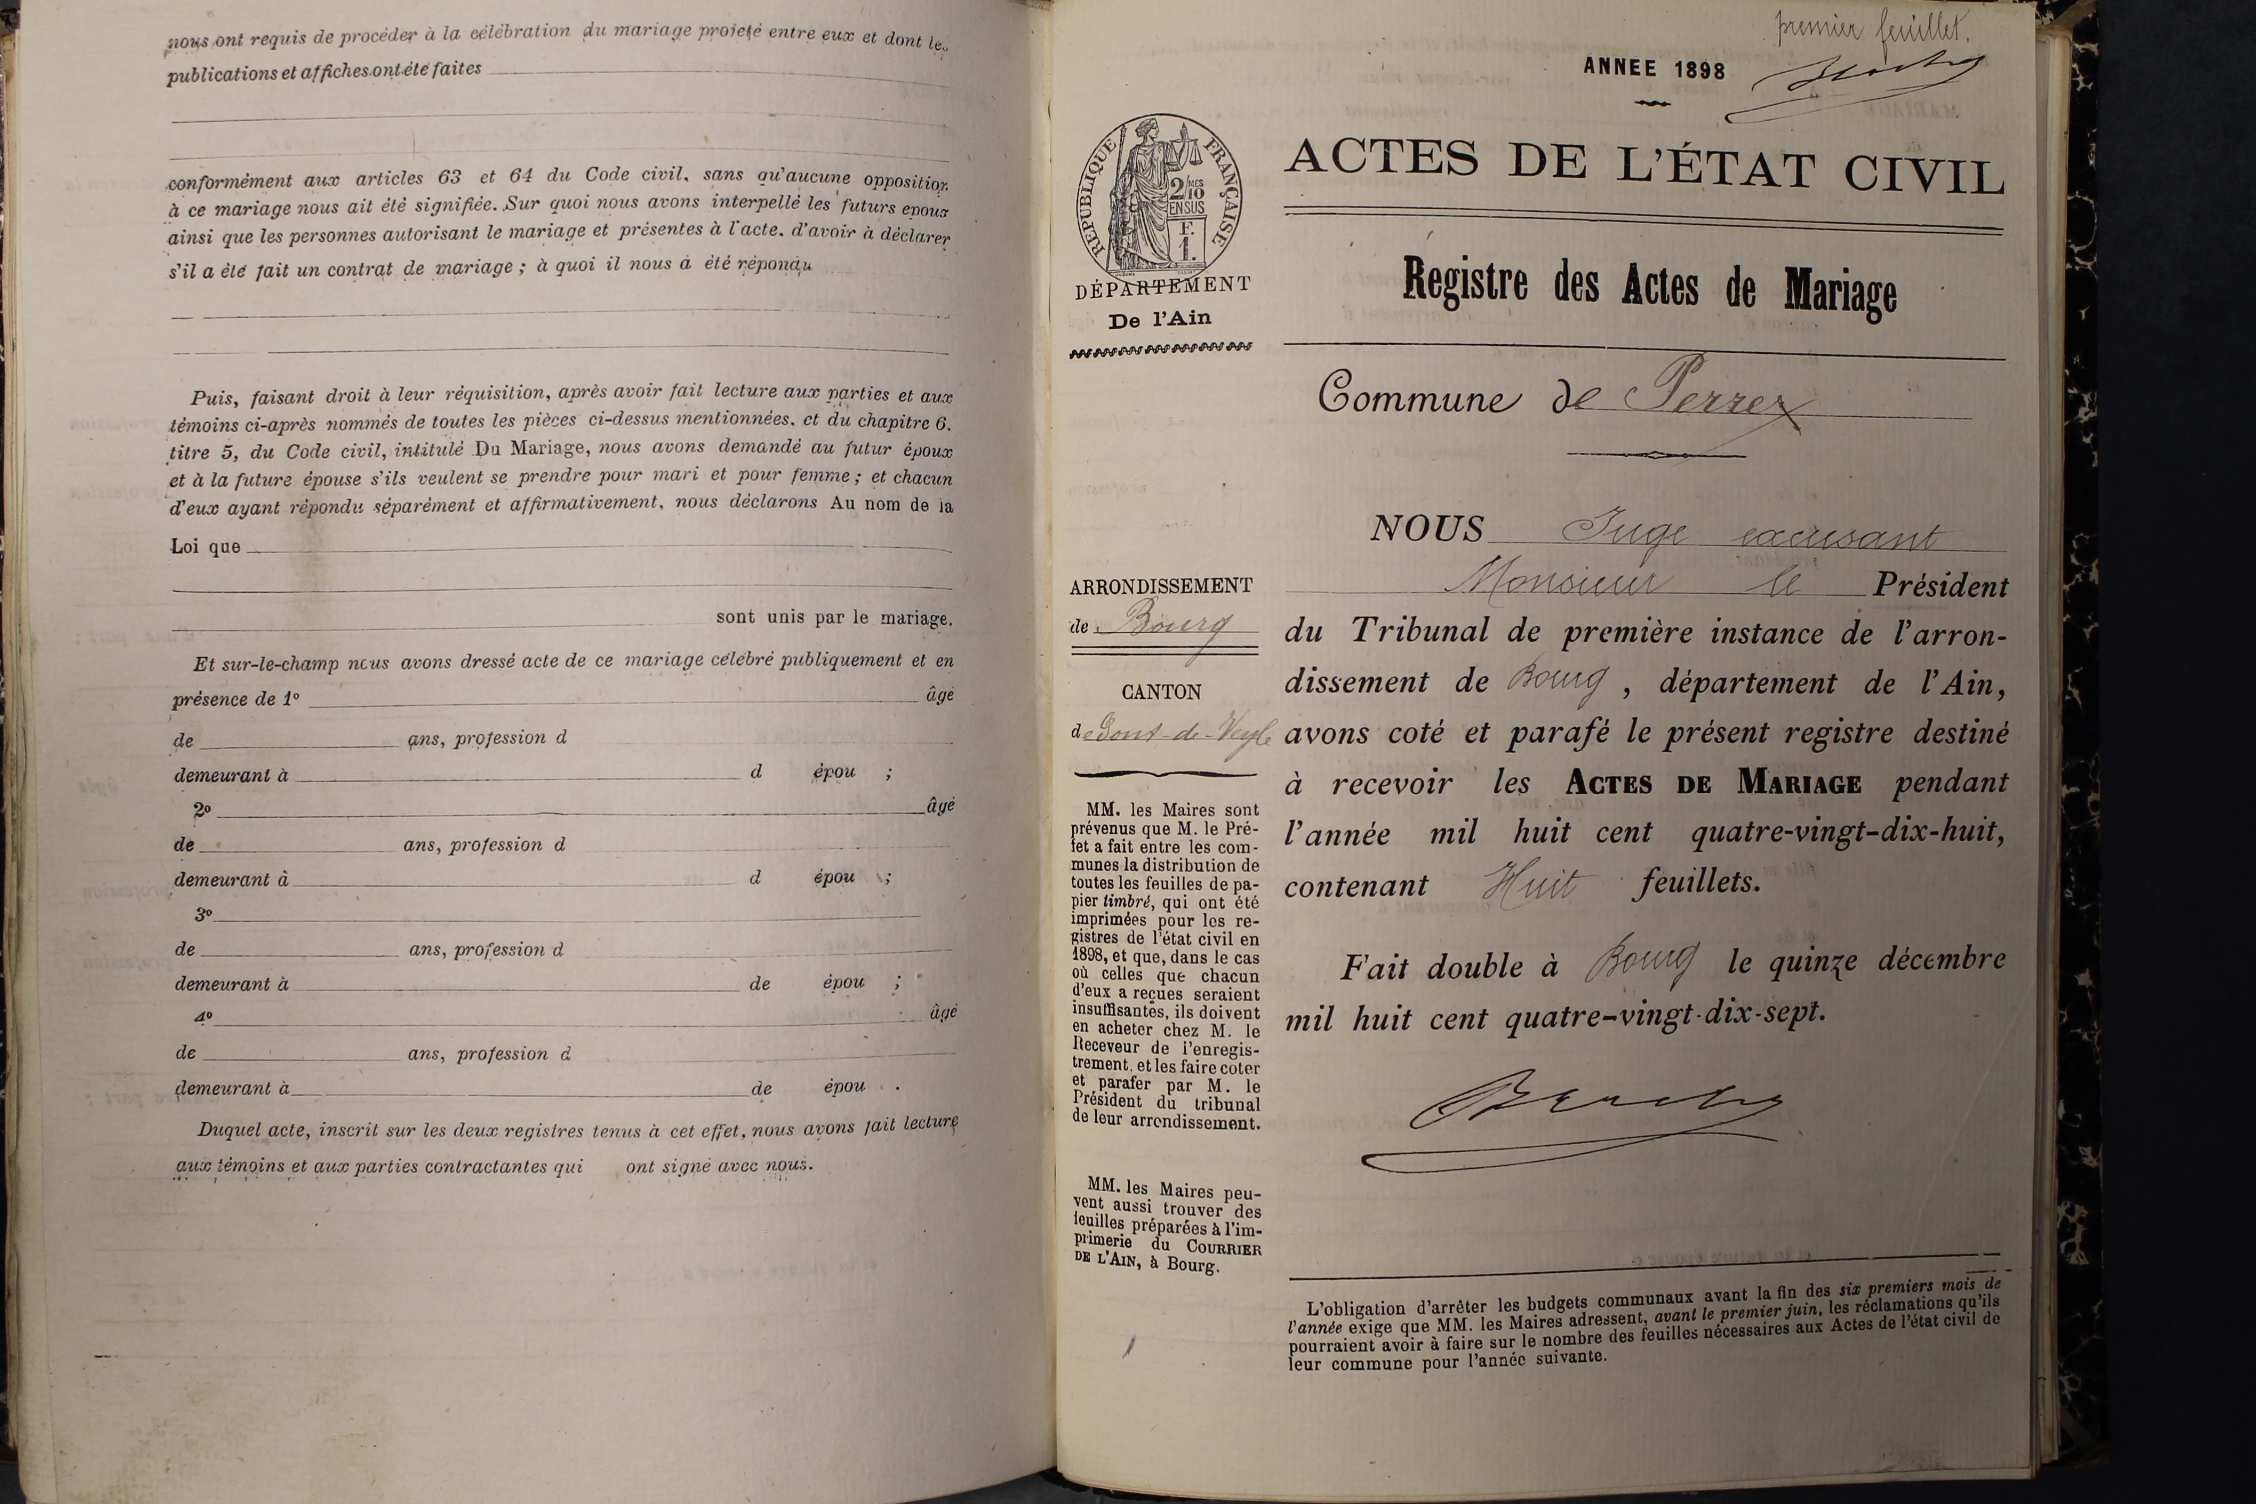 nous ont requis de procéder à la célébration du mariage projeté entre eux et dont les
publications et affiches ont été faites
conformément aux articles 63 et 64 du Code civil, sans qu'aucune opposition
à ce mariage nous ait été signifiée. Sur quoi nous avons interpellé les futurs époux
ainsi que les personnes autorisant le mariage et présentes à l'acte, d'avoir à déclarer
s'il a été fait un contrat de mariage ; à quoi il nous a été répondu
Puis, faisant droit à leur réquisition, après avoir fait lecture aux parties et aux
témoins ci-après nommés de toutes les pièces ci-dessus mentionnées, et du chapitre 6,
titre 5, du Code civil, intitulé Du Mariage, nous avons demandé au futur époux
et à la future épouse s'ils veulent se prendre pour mari et pour femme ; et chacun
d'eux ayant répondu séparément et affirmativement, nous déclarons Au nom de la
Loi que
sont unis par le mariage.
Et sur-le-champ nous avons dressé acte de ce mariage célébré publiquement et en
présence de 1º âgé
de ans, profession d
demeurant à d épou ;
2º âgé
de ans, profession d
demeurant à d épou ;
3º
de ans, profession d
demeurant à de épou ;
4º âgé
de ans, profession d
demeurant à de épou .
Duquel acte, inscrit sur les deux registres tenus à cet effet, nous avons fait lecture
aux témoins et aux parties contractantes qui ont signé avec nous.
premier feuillet.
ANNEE 1898
RÉPUBLIQUE FRANÇAISE
2/10 MES
EN SUS
F.
1.
DÉPARTEMENT
De l'Ain
ACTES DE L'ÉTAT CIVIL
Registre des Actes de Mariage
Commune de Perrex
ARRONDISSEMENT
de Bourg
CANTON
de Pont-de-Veyle
MM. les Maires sont
prévenus que M. le Pré-
fet a fait entre les com-
munes la distribution de
toutes les feuilles de pa-
pier timbré, qui ont été
imprimées pour les re-
gistres de l'état civil en
1898, et que, dans le cas
où celles que chacun
d'eux a reçues seraient
insuffisantes, ils doivent
en acheter chez M. le
Receveur de l'enregis-
trement, et les faire coter
et parafer par M. le
Président du tribunal
de leur arrondissement.
MM. les Maires peu-
vent aussi trouver des
feuilles préparées à l'im-
primerie du COURRIER
DE L'AIN, à Bourg.
NOUS Juge excusant
Monsieur le Président
du Tribunal de première instance de l'arron-
dissement de Bourg, département de l'Ain,
avons coté et parafé le présent registre destiné
à recevoir les ACTES DE MARIAGE pendant
l'année mil huit cent quatre-vingt-dix-huit,
contenant Huit feuillets.
Fait double à Bourg le quinze décembre
mil huit cent quatre-vingt-dix-sept.
L'obligation d'arrêter les budgets communaux avant la fin des six premiers mois de
l'année exige que MM. les Maires adressent, avant le premier juin, les réclamations qu'ils
pourraient avoir à faire sur le nombre des feuilles nécessaires aux Actes de l'état civil de
leur commune pour l'année suivante.